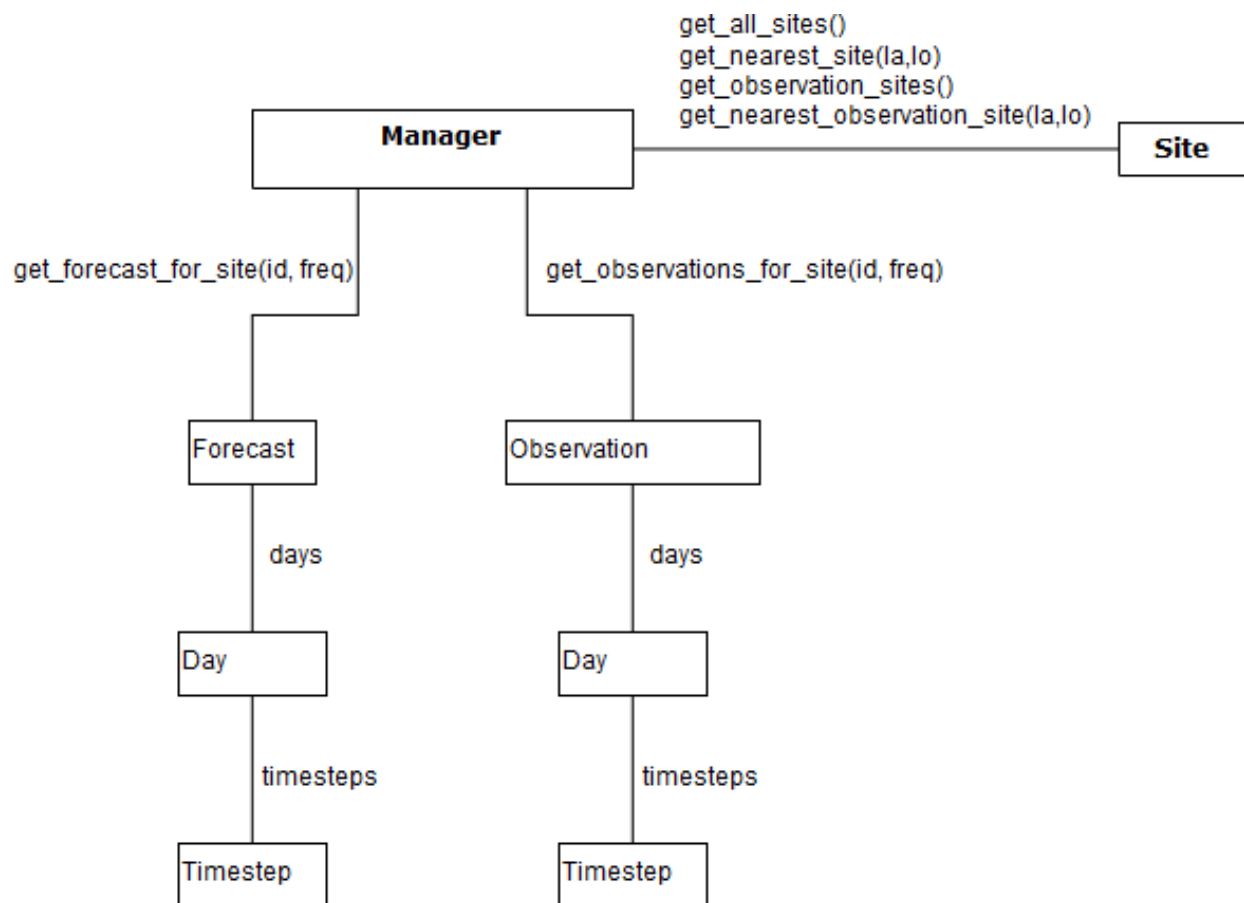 get_all_sites()
get_nearest_site(la,lo)
get_observation_sites()
get_nearest_observation_site(la,lo)
Manager
Site
get_forecast_for_site(id, freq)
get_observations_for_site(id, freq)
Forecast
Observation
days
days
Day
Day
timesteps
timesteps
Timestep
Timestep